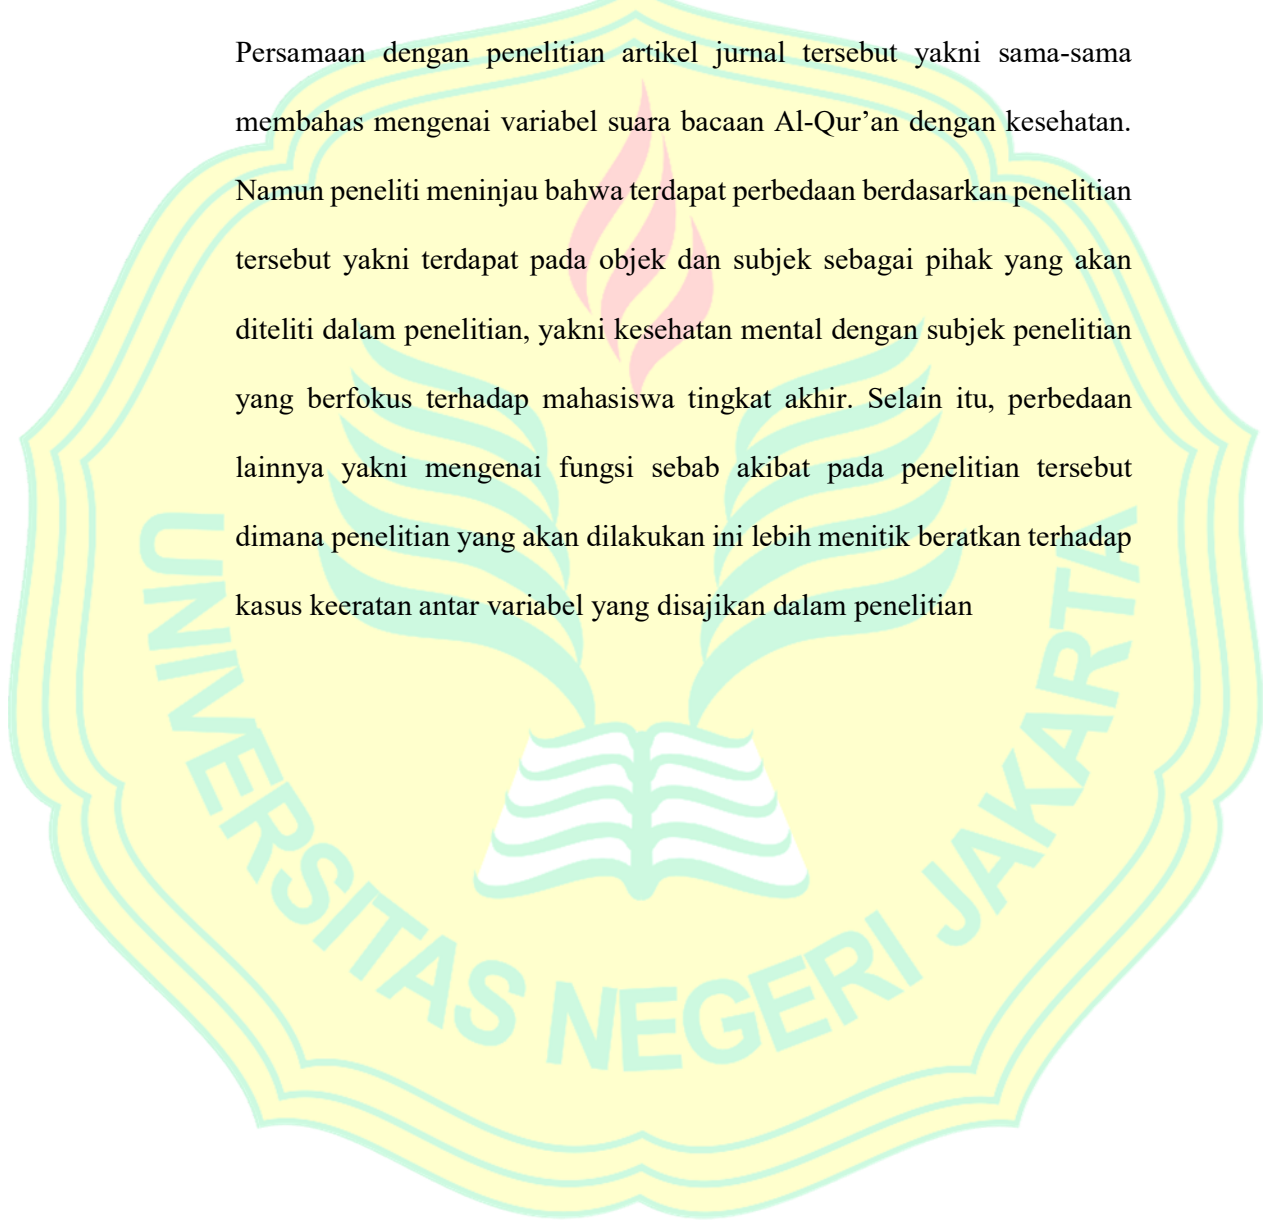 Persamaan dengan penelitian artikel jurnal tersebut yakni sama-sama
membahas mengenai variabel suara bacaan Al-Qur’an dengan kesehatan.
Namun peneliti meninjau bahwa terdapat perbedaan berdasarkan penelitian
tersebut yakni terdapat pada objek dan subjek sebagai pihak yang akan
diteliti dalam penelitian, yakni kesehatan mental dengan subjek penelitian
yang berfokus terhadap mahasiswa tingkat akhir. Selain itu, perbedaan
lainnya yakni mengenai fungsi sebab akibat pada penelitian tersebut
dimana penelitian yang akan dilakukan ini lebih menitik beratkan terhadap
kasus keeratan antar variabel yang disajikan dalam penelitian
UNIVERSITAS NEGERI JAKARTA